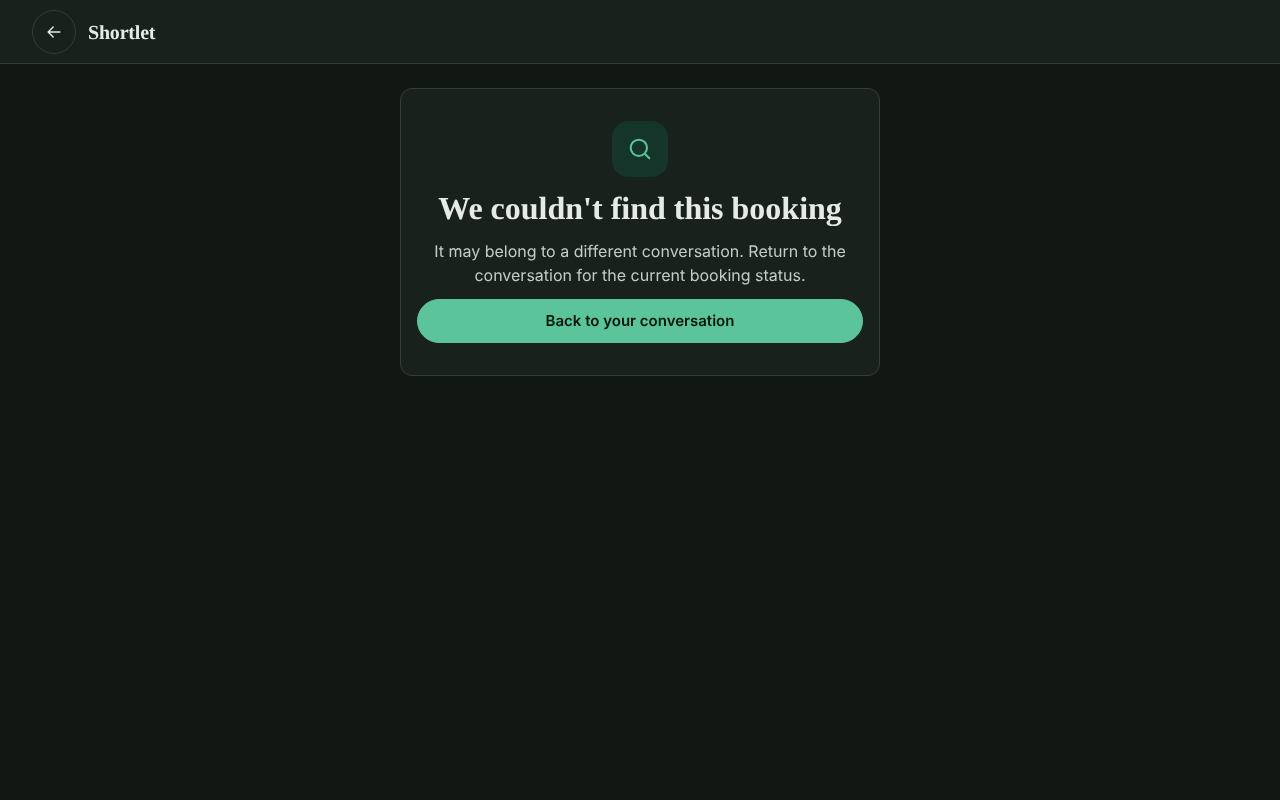 Shortlet
We couldn't find this booking
It may belong to a different conversation. Return to the
conversation for the current booking status.
Back to your conversation